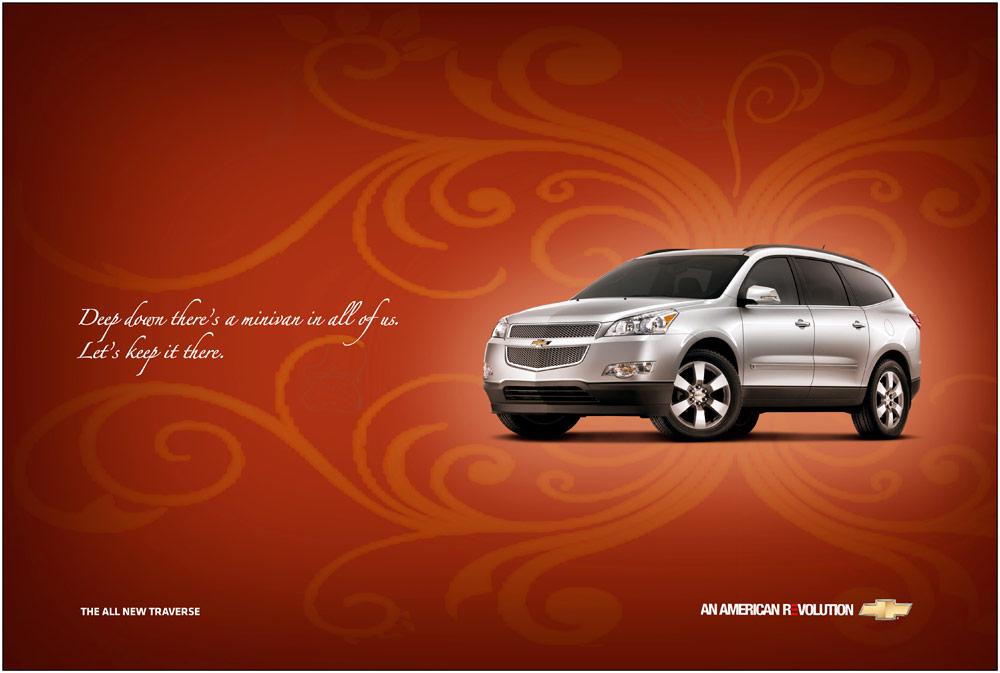 Deep down there's a minivan in all of us.
Let's keep it there.
THE ALL NEW TRAVERSE
AN AMERICAN REVOLUTION